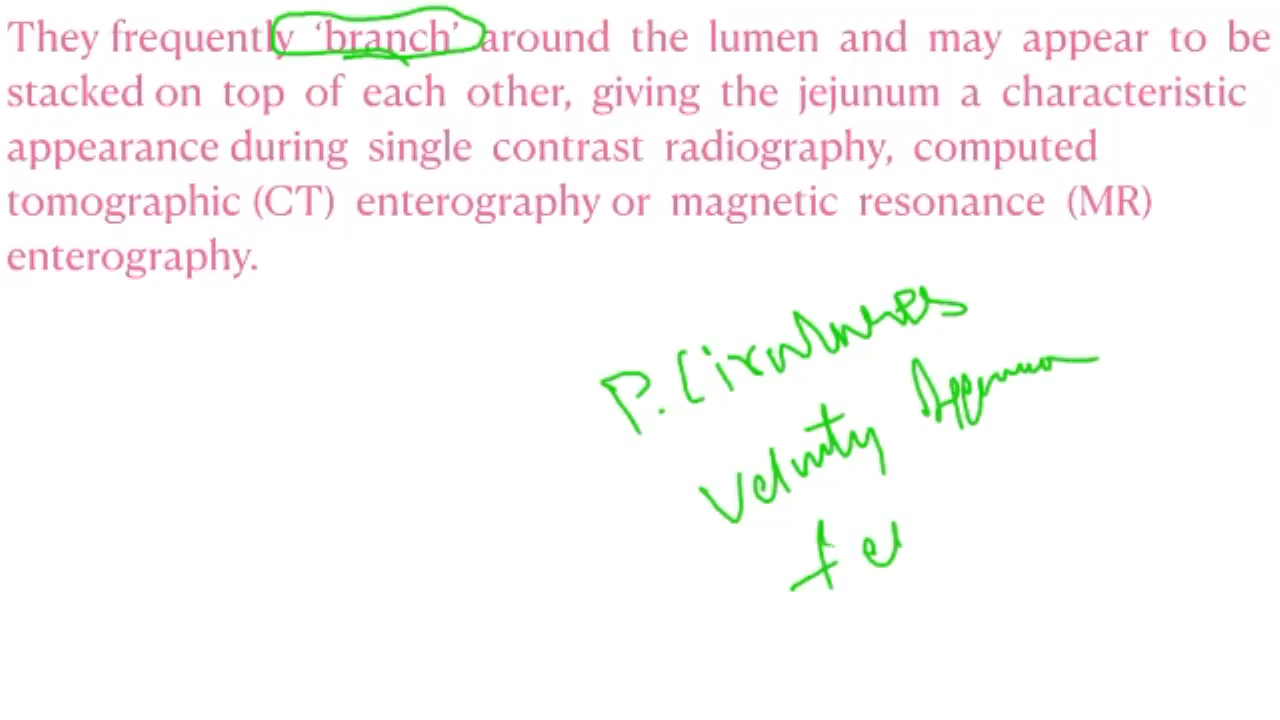 They frequently ‘branch’ around the lumen and may appear to be
stacked on top of each other, giving the jejunum a characteristic
appearance during single contrast radiography, computed
tomographic (CT) enterography or magnetic resonance (MR)
enterography.
P.